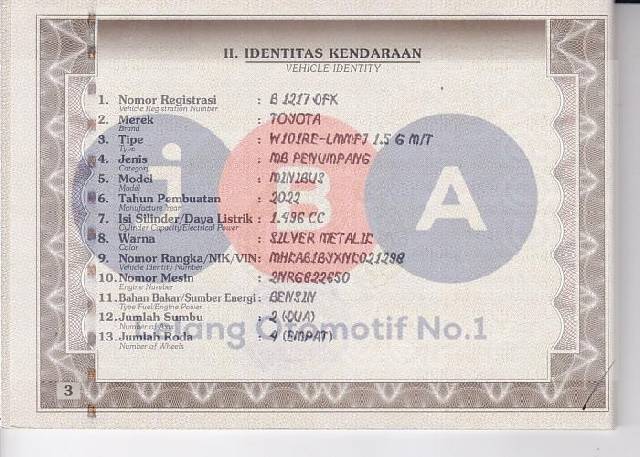 II. IDENTITAS KENDARAAN
VEHICLE IDENTITY
1. Nomor Registrasi : B 1217 DFK
Vehicle Registration Number
2. Merek : TOYOTA
Brand
3. Tipe : W101RE-LMMFJ 1.5 G M/T
Type
4. Jenis : MB PENUMPANG
Category
5. Model : MINIBUS
Model
6. Tahun Pembuatan : 2022
Manufacture Year
7. Isi Silinder/Daya Listrik : 1.496 CC
Cylinder Capacity/Electrical Power
8. Warna : SILVER METALIK
Color
9. Nomor Rangka/NIK/VIN :
Vehicle Identity Number
10. Nomor Mesin : 2NRG622650
Engine Number
11. Bahan Bakar/Sumber Energi : BENSIN
Type Fuel/Engine Power
12. Jumlah Sumbu : 2 (DUA)
Number of Axis
13. Jumlah Roda : 4 (EMPAT)
Number of Wheels
3
iBA
Lelang Otomotif No.1